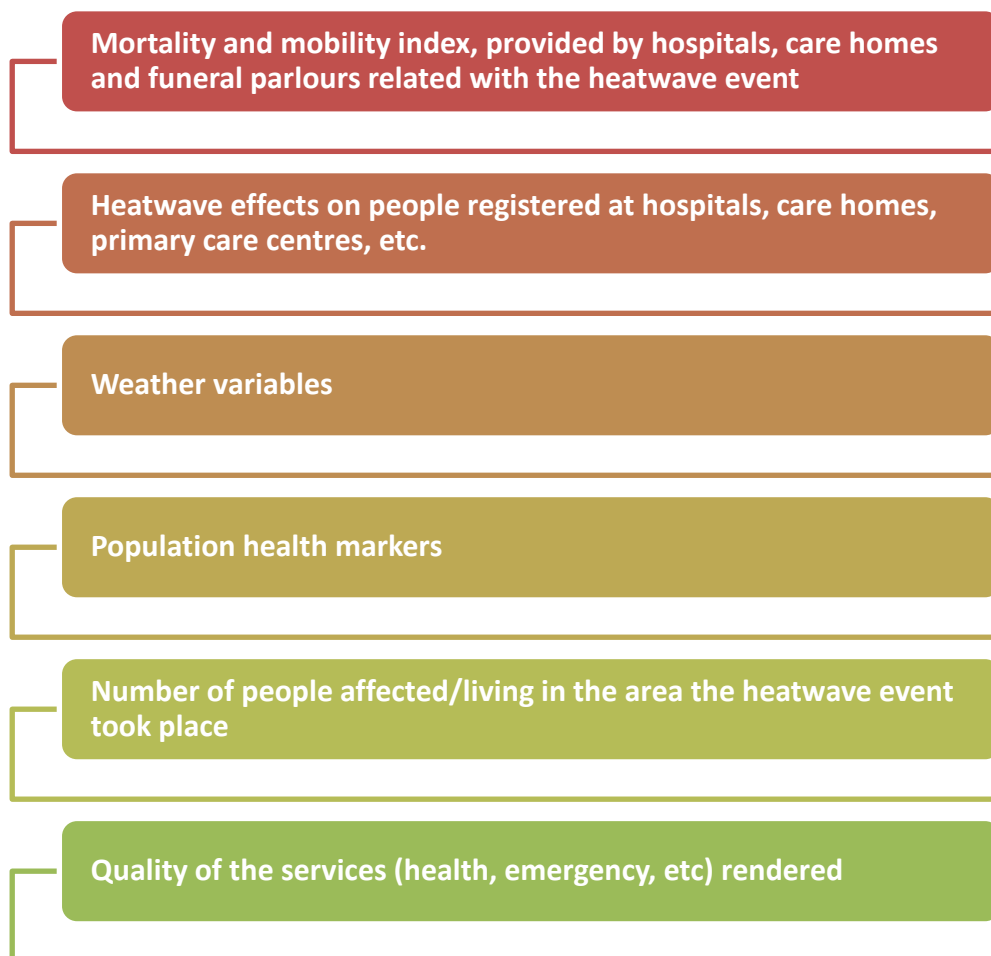 Mortality and mobility index, provided by hospitals, care homes
and funeral parlours related with the heatwave event
Heatwave effects on people registered at hospitals, care homes,
primary care centres, etc.
Weather variables
Population health markers
Number of people affected/living in the area the heatwave event
took place
Quality of the services (health, emergency, etc) rendered